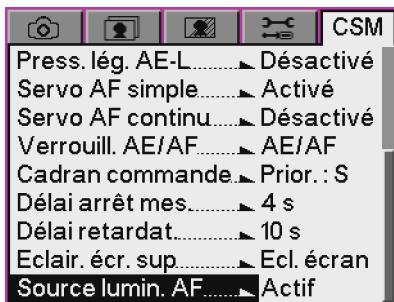 CSM
Press. lég. AE-L........ Désactivé
Servo AF simple........ Activé
Servo AF continu....... Désactivé
Verrouill. AE/AF........ AE/AF
Cadran commande.. Prior. : S
Délai arrêt mes.......... 4 s
Délai retardat............. 10 s
Eclair. écr. sup........... Ecl. écran
Source lumin. AF....... Actif